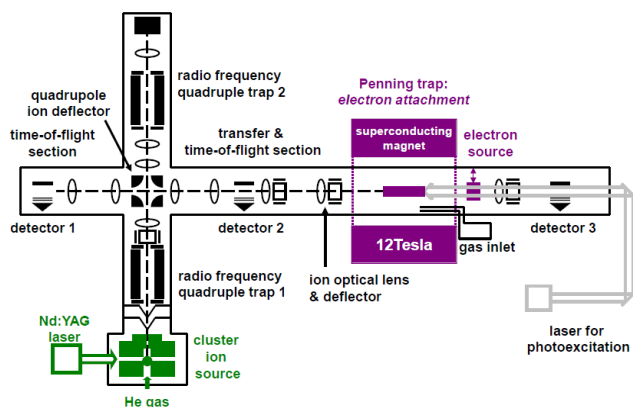 radio frequency
quadruple trap 2
quadrupole
ion deflector
time-of-flight
section
transfer &
time-of-flight section
Penning trap:
electron attachment
superconducting
magnet
electron
source
detector 1
detector 2
12Tesla
gas inlet
detector 3
ion optical lens
& deflector
radio frequency
quadruple trap 1
Nd:YAG
laser
cluster
ion
source
He gas
laser for
photoexcitation